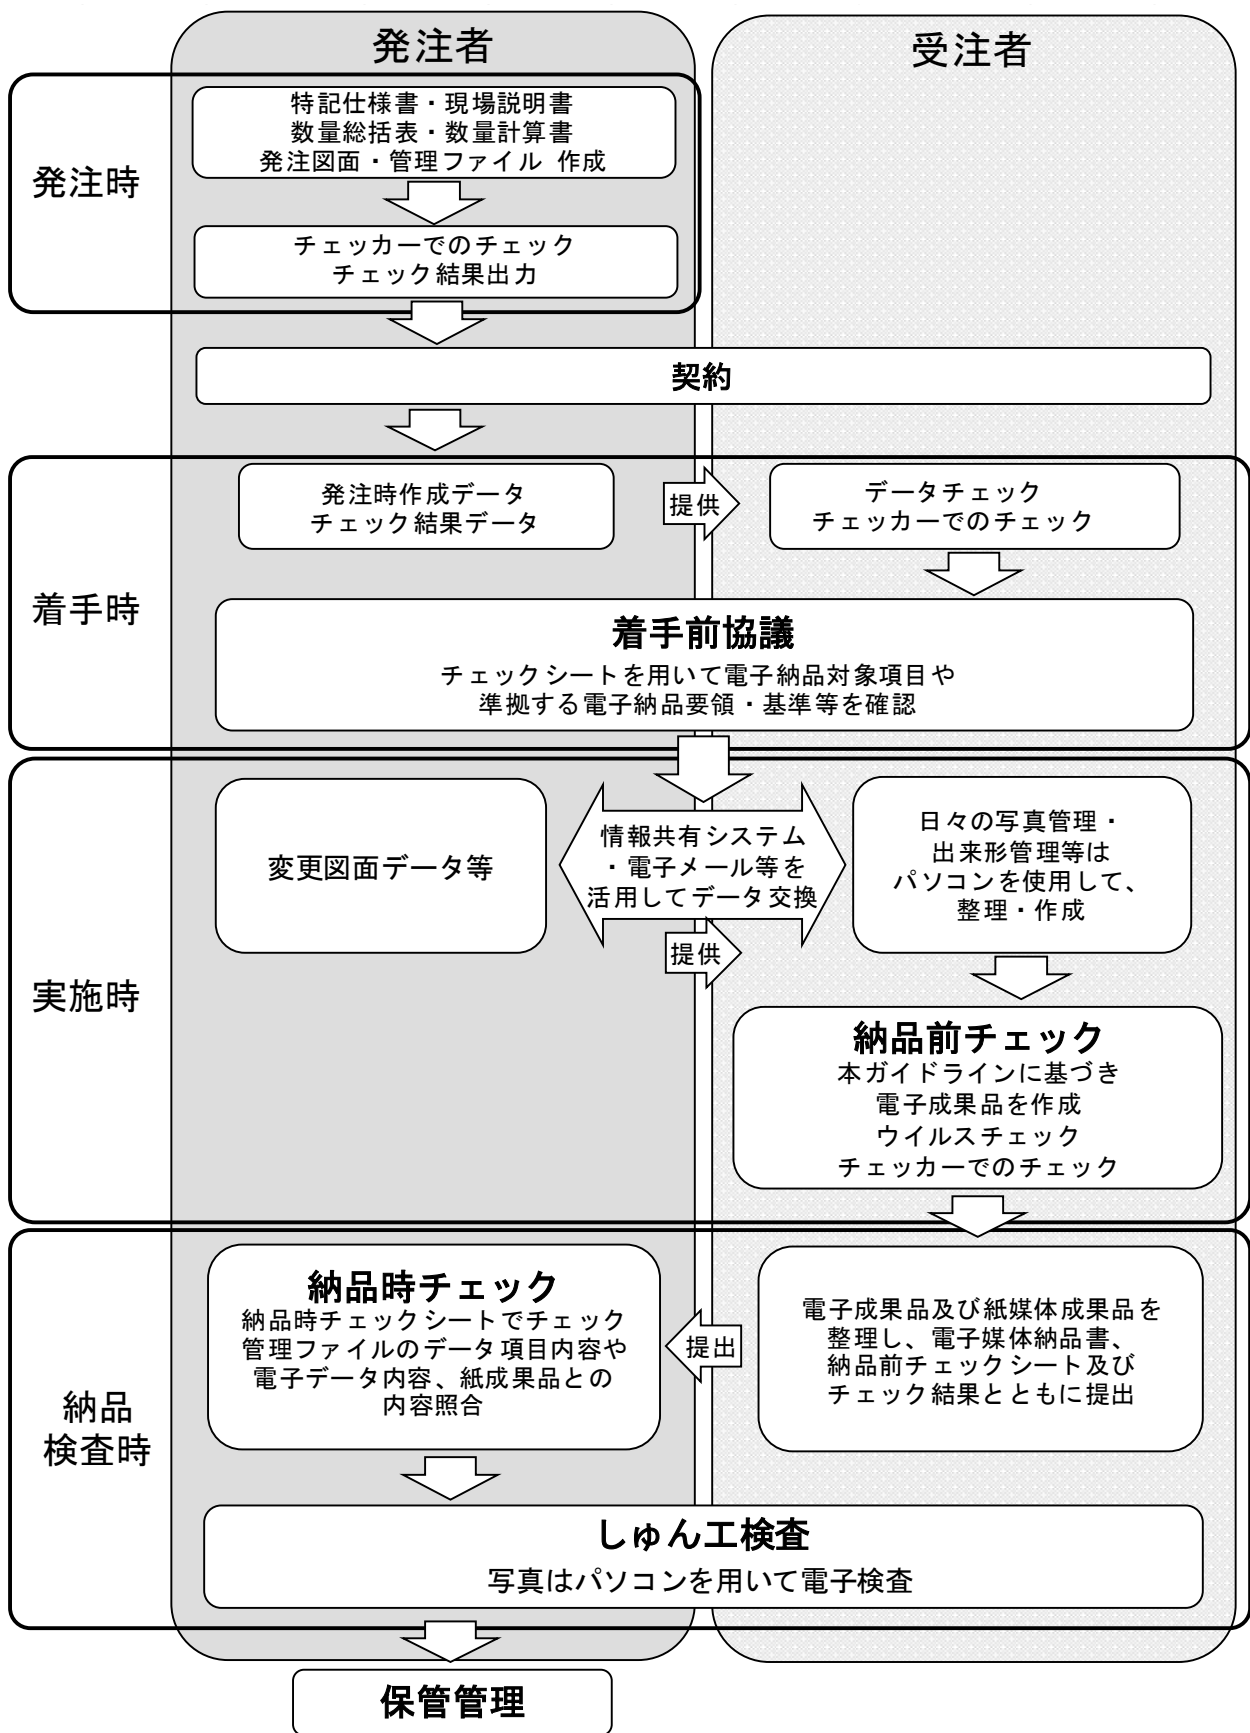 発注者
受注者
発注時
特記仕様書・現場説明書
数量総括表・数量計算書
発注図面・管理ファイル 作成
チェッカーでのチェック
チェック結果出力
契約
着手時
発注時作成データ
チェック結果データ
提供
データチェック
チェッカーでのチェック
着手前協議
チェックシートを用いて電子納品対象項目や
準拠する電子納品要領・基準等を確認
実施時
変更図面データ等
情報共有システム
・電子メール等を
活用してデータ交換
提供
日々の写真管理・
出来形管理等は
パソコンを使用して、
整理・作成
納品前チェック
本ガイドラインに基づき
電子成果品を作成
ウイルスチェック
チェッカーでのチェック
納品
検査時
納品時チェック
納品時チェックシートでチェック
管理ファイルのデータ項目内容や
電子データ内容、紙成果品との
内容照合
提出
電子成果品及び紙媒体成果品を
整理し、電子媒体納品書、
納品前チェックシート及び
チェック結果とともに提出
しゅん工検査
写真はパソコンを用いて電子検査
保管管理